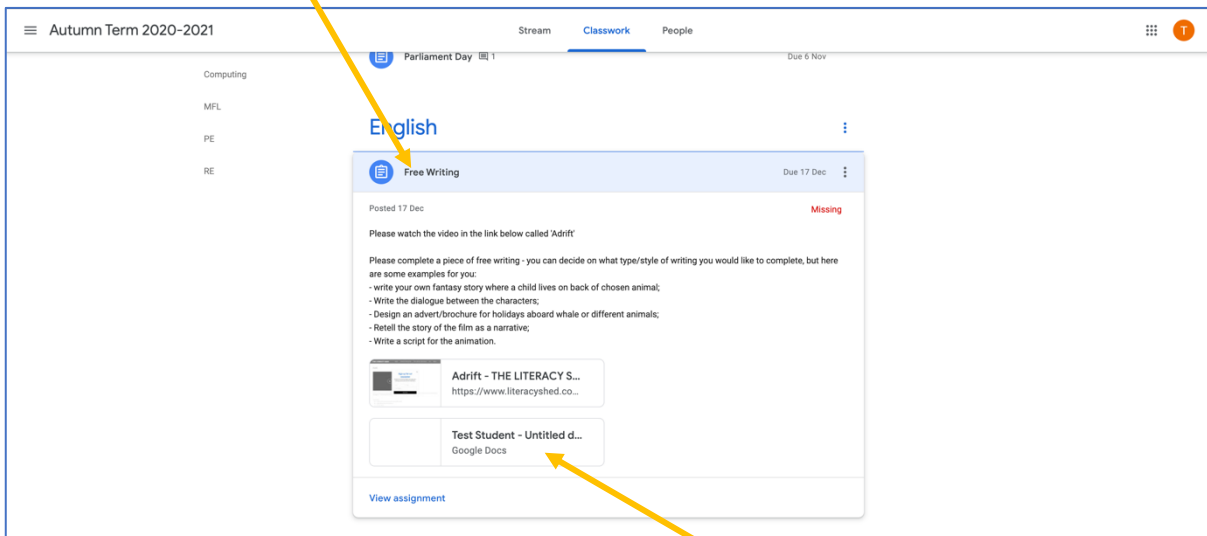 Autumn Term 2020-2021
Stream Classwork People
T
Computing
MFL
PE
RE
Parliament Day 1 Due 6 Nov
English
Free Writing Due 17 Dec
Posted 17 Dec Missing
Please watch the video in the link below called 'Adrift'
Please complete a piece of free writing - you can decide on what type/style of writing you would like to complete, but here
are some examples for you:
- write your own fantasy story where a child lives on back of chosen animal;
- Write the dialogue between the characters;
- Design an advert/brochure for holidays aboard whale or different animals;
- Retell the story of the film as a narrative;
- Write a script for the animation.
Adrift - THE LITERACY S...
https://www.literacyshed.co...
Test Student - Untitled d...
Google Docs
View assignment